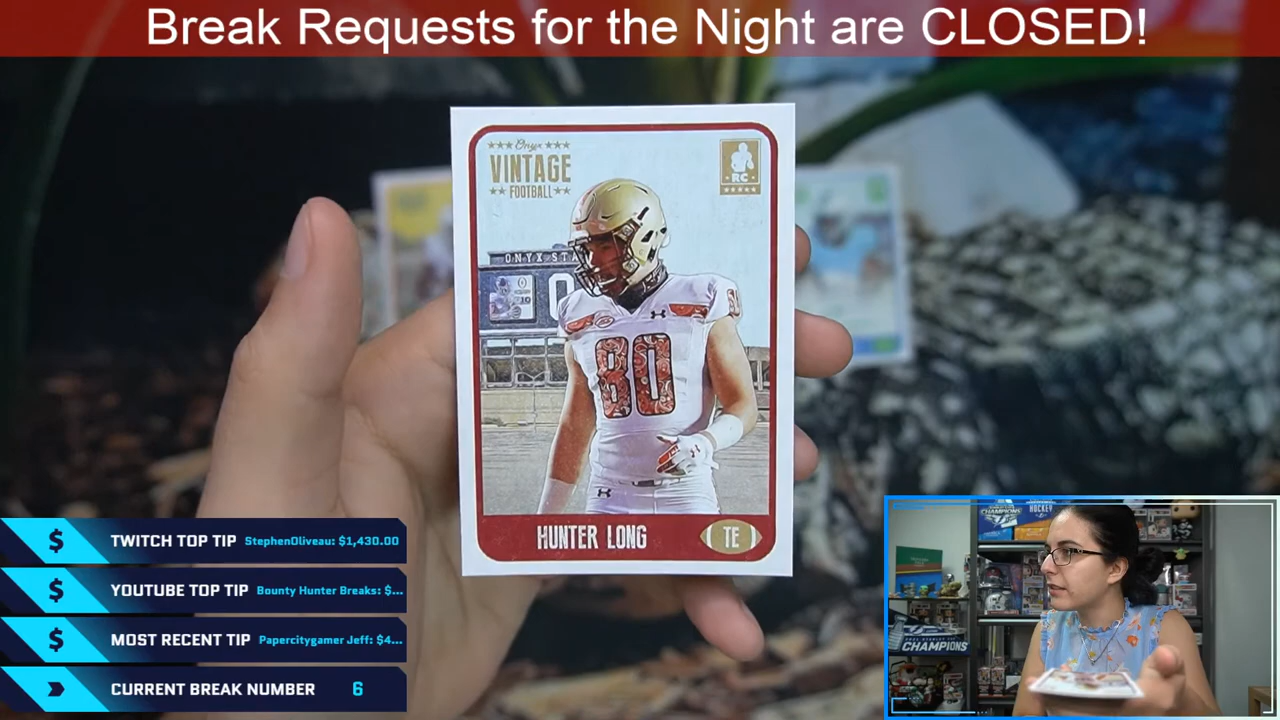 Break Requests for the Night are CLOSED!
Onyx
VINTAGE
FOOTBALL
RC
ONYX STA
80
HUNTER LONG
TE
$ TWITCH TOP TIP StephenOliveau: $1,430.00
$ YOUTUBE TOP TIP Bounty Hunter Breaks: $...
$ MOST RECENT TIP Papercitygamer Jeff: $4...
CURRENT BREAK NUMBER 6
CHAMPIONS
HOCKEY
CHAMPIONS